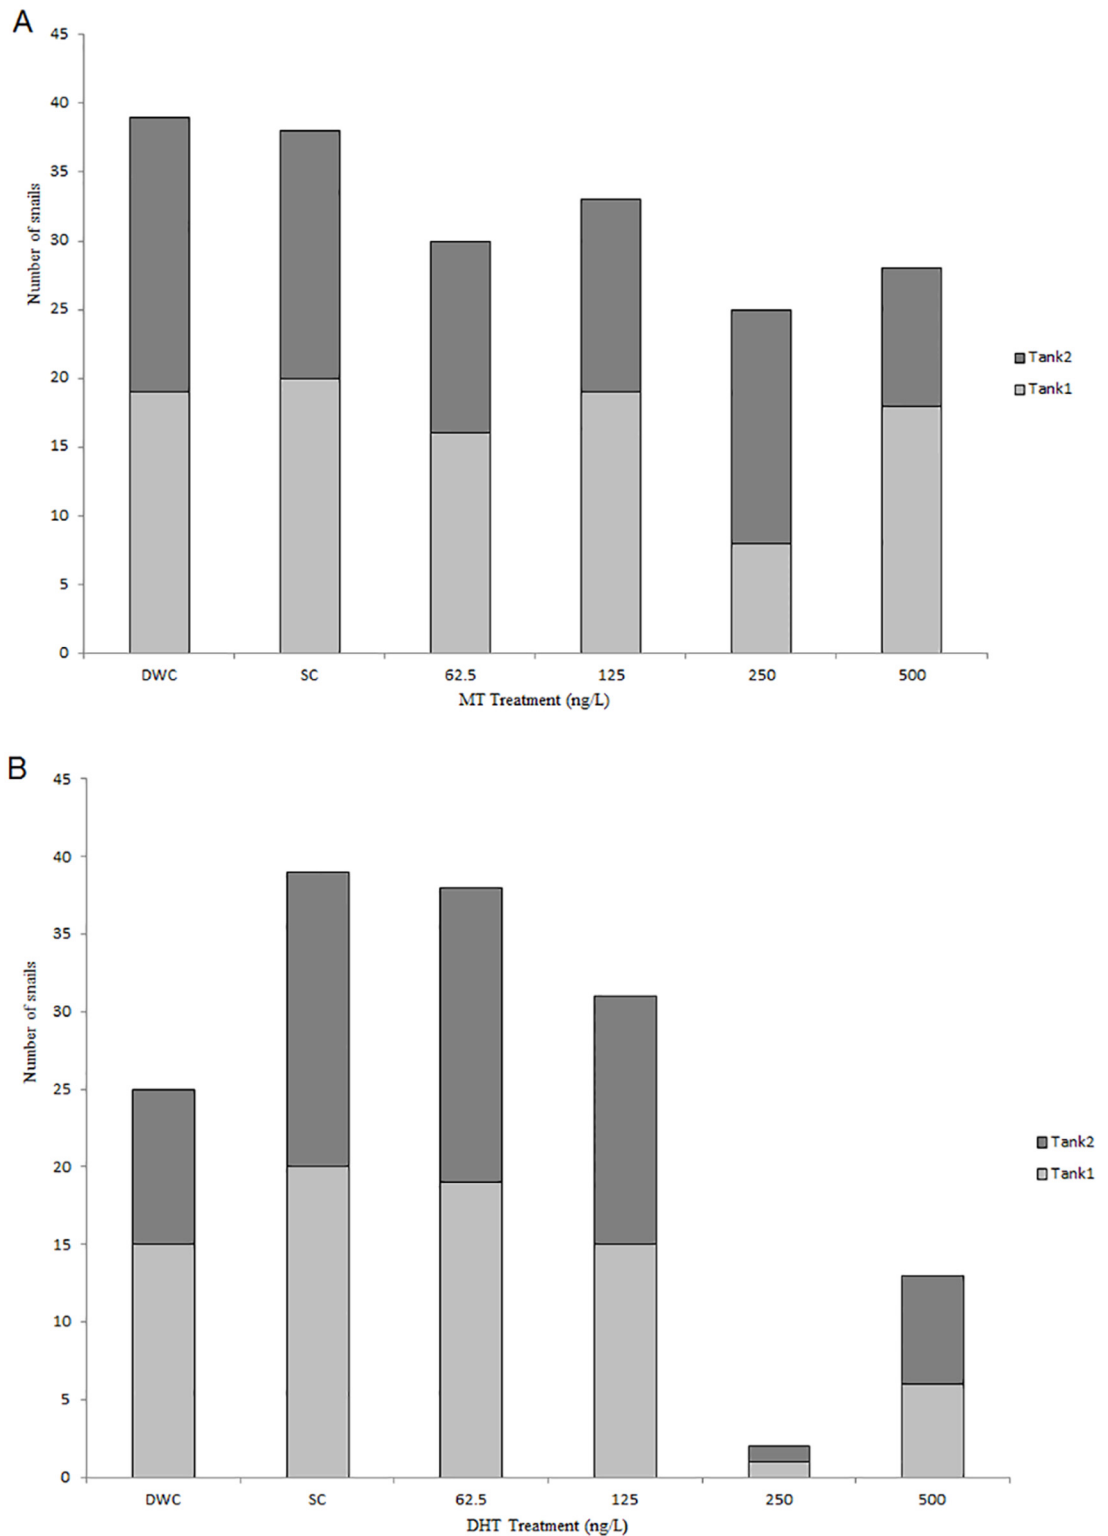 A
45
40
35
30
25
20
15
10
5
0
Number of snails
DWC SC 62.5 125 250 500
MT Treatment (ng/L)
Tank2
Tank1
B
45
40
35
30
25
20
15
10
5
0
Number of snails
DWC SC 62.5 125 250 500
DHT Treatment (ng/L)
Tank2
Tank1